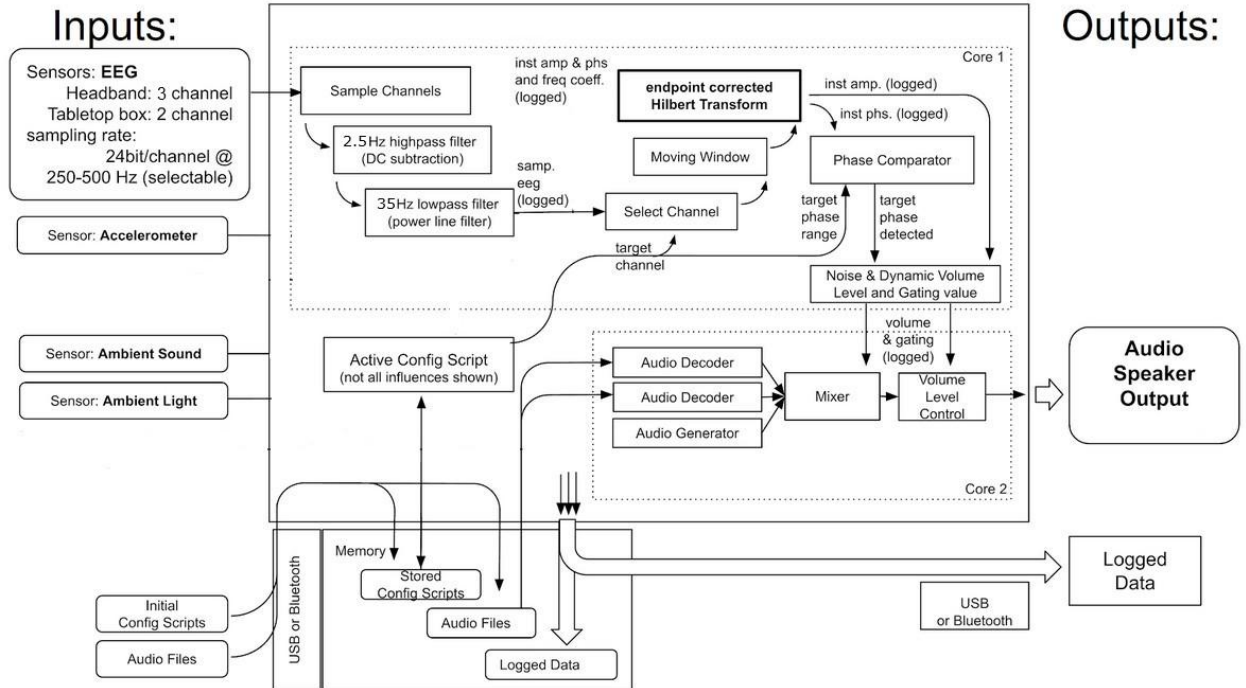 Inputs:
Outputs:
Sensors: EEG
Headband: 3 channel
Tabletop box: 2 channel
sampling rate:
24bit/channel @
250-500 Hz (selectable)
Sensor: Accelerometer
Sensor: Ambient Sound
Sensor: Ambient Light
Core 1
Sample Channels
2.5Hz highpass filter
(DC subtraction)
35Hz lowpass filter
(power line filter)
samp.
eeg
(logged)
Select Channel
target
channel
Moving Window
inst amp & phs
and freq coeff.
(logged)
endpoint corrected
Hilbert Transform
inst amp. (logged)
inst phs. (logged)
Phase Comparator
target
phase
range
target
phase
detected
Noise & Dynamic Volume
Level and Gating value
volume
& gating
(logged)
Active Config Script
(not all influences shown)
Audio Decoder
Audio Decoder
Audio Generator
Mixer
Volume
Level
Control
Core 2
Audio
Speaker
Output
Memory
Stored
Config Scripts
Audio Files
Logged Data
USB or Bluetooth
Initial
Config Scripts
Audio Files
USB
or Bluetooth
Logged
Data